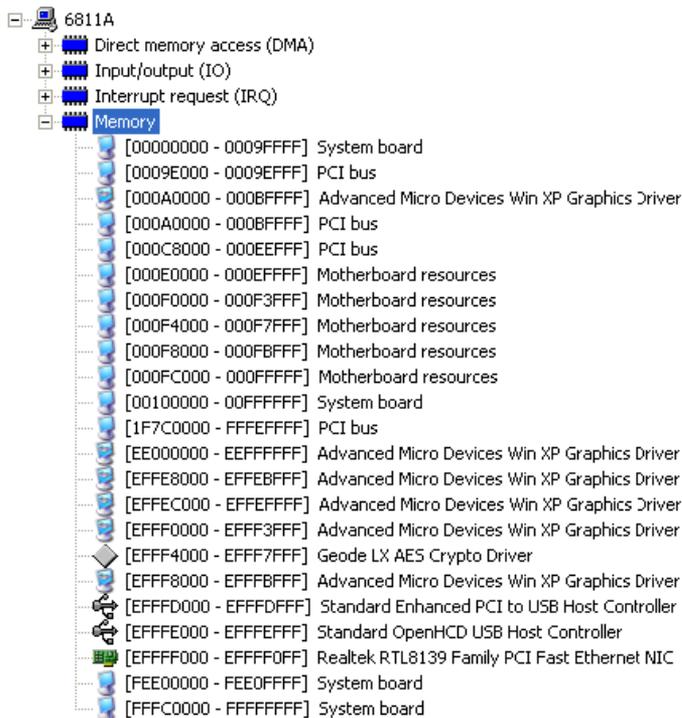 6811A
Direct memory access (DMA)
Input/output (IO)
Interrupt request (IRQ)
Memory
[00000000 - 0009FFFF] System board
[0009E000 - 0009EFFF] PCI bus
[000A0000 - 000BFFFF] Advanced Micro Devices Win XP Graphics Driver
[000A0000 - 000BFFFF] PCI bus
[000C8000 - 000EEFFF] PCI bus
[000E0000 - 000EFFFF] Motherboard resources
[000F0000 - 000F3FFF] Motherboard resources
[000F4000 - 000F7FFF] Motherboard resources
[000F8000 - 000FBFFF] Motherboard resources
[000FC000 - 000FFFFF] Motherboard resources
[00100000 - 00FFFFFF] System board
[1F7C0000 - FFFEFFFF] PCI bus
[EE000000 - EEFFFFFF] Advanced Micro Devices Win XP Graphics Driver
[EFFE8000 - EFFEBFFF] Advanced Micro Devices Win XP Graphics Driver
[EFFEC000 - EFFEFFFF] Advanced Micro Devices Win XP Graphics Driver
[EFFF0000 - EFFF3FFF] Advanced Micro Devices Win XP Graphics Driver
[EFFF4000 - EFFF7FFF] Geode LX AES Crypto Driver
[EFFF8000 - EFFFBFFF] Advanced Micro Devices Win XP Graphics Driver
[EFFFD000 - EFFFDFFF] Standard Enhanced PCI to USB Host Controller
[EFFFE000 - EFFFEFFF] Standard OpenHCD USB Host Controller
[EFFFF000 - EFFFF0FF] Realtek RTL8139 Family PCI Fast Ethernet NIC
[FEE00000 - FEE0FFFF] System board
[FFFC0000 - FFFFFFFF] System board